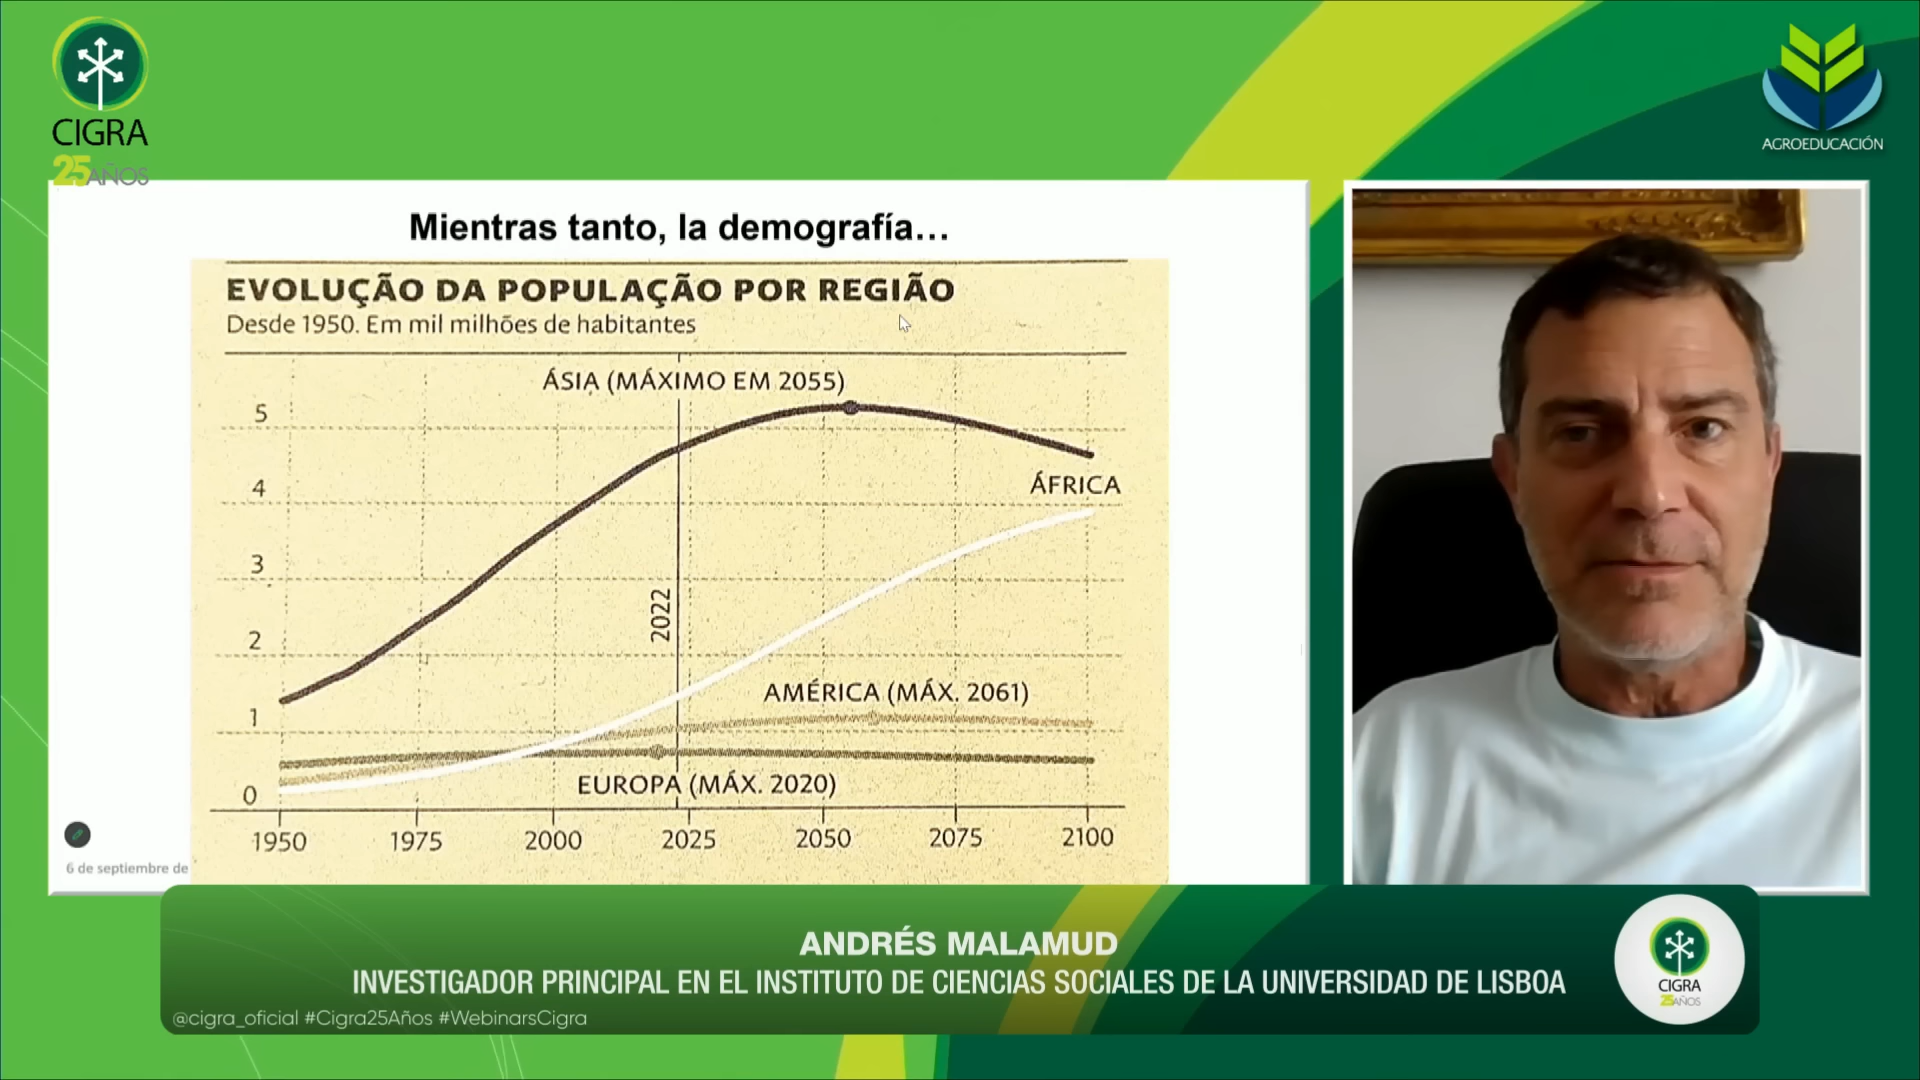 CIGRA
25AÑOS
AGROEDUCACIÓN
Mientras tanto, la demografía...
EVOLUÇÃO DA POPULAÇÃO POR REGIÃO
Desde 1950. Em mil milhões de habitantes
ÁSIA (MÁXIMO EM 2055)
5
4
ÁFRICA
3
2022
2
AMÉRICA (MÁX. 2061)
1
EUROPA (MÁX. 2020)
0
1950 1975 2000 2025 2050 2075 2100
6 de septiembre de
ANDRÉS MALAMUD
INVESTIGADOR PRINCIPAL EN EL INSTITUTO DE CIENCIAS SOCIALES DE LA UNIVERSIDAD DE LISBOA
@cigra_oficial #Cigra25Años #WebinarsCigra
CIGRA
25AÑOS